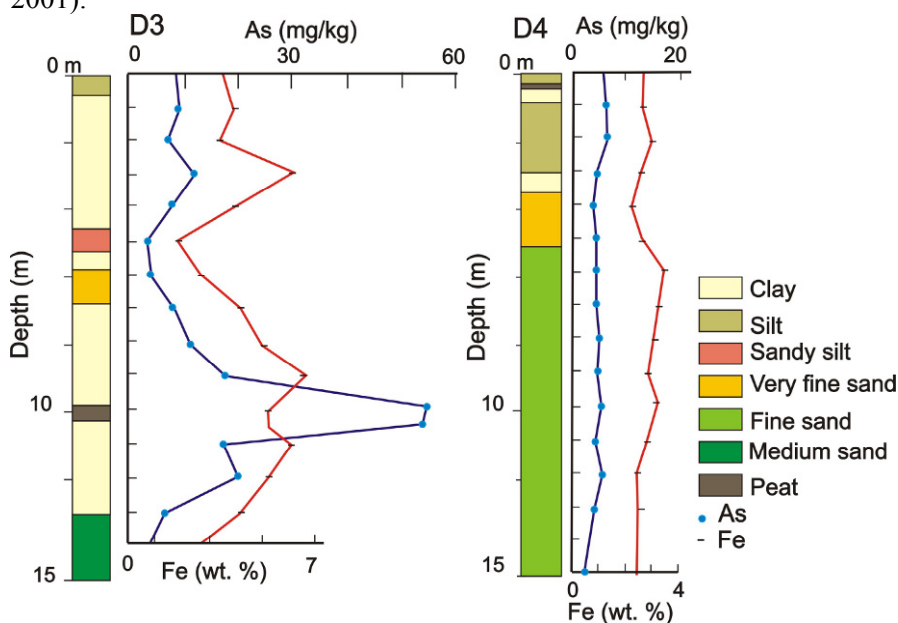 2001).
D3 As (mg/kg)
0 30 60
0 m
10
15
Depth (m)
0 7
Fe (wt. %)
D4 As (mg/kg)
0 20
0
10
15
Depth (m)
0 4
Fe (wt. %)
Clay
Silt
Sandy silt
Very fine sand
Fine sand
Medium sand
Peat
As
Fe